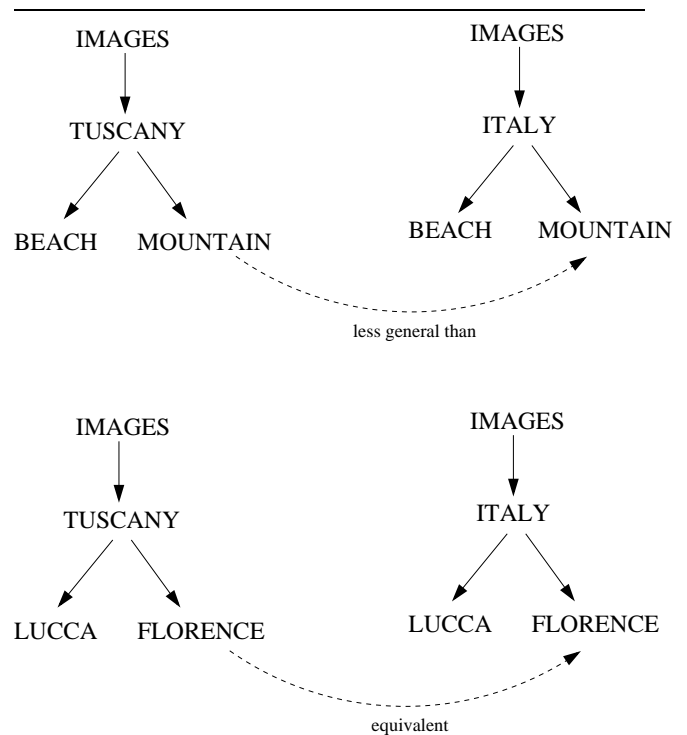 IMAGES IMAGES
TUSCANY ITALY
BEACH MOUNTAIN BEACH MOUNTAIN
less general than
IMAGES IMAGES
TUSCANY ITALY
LUCCA FLORENCE LUCCA FLORENCE
equivalent